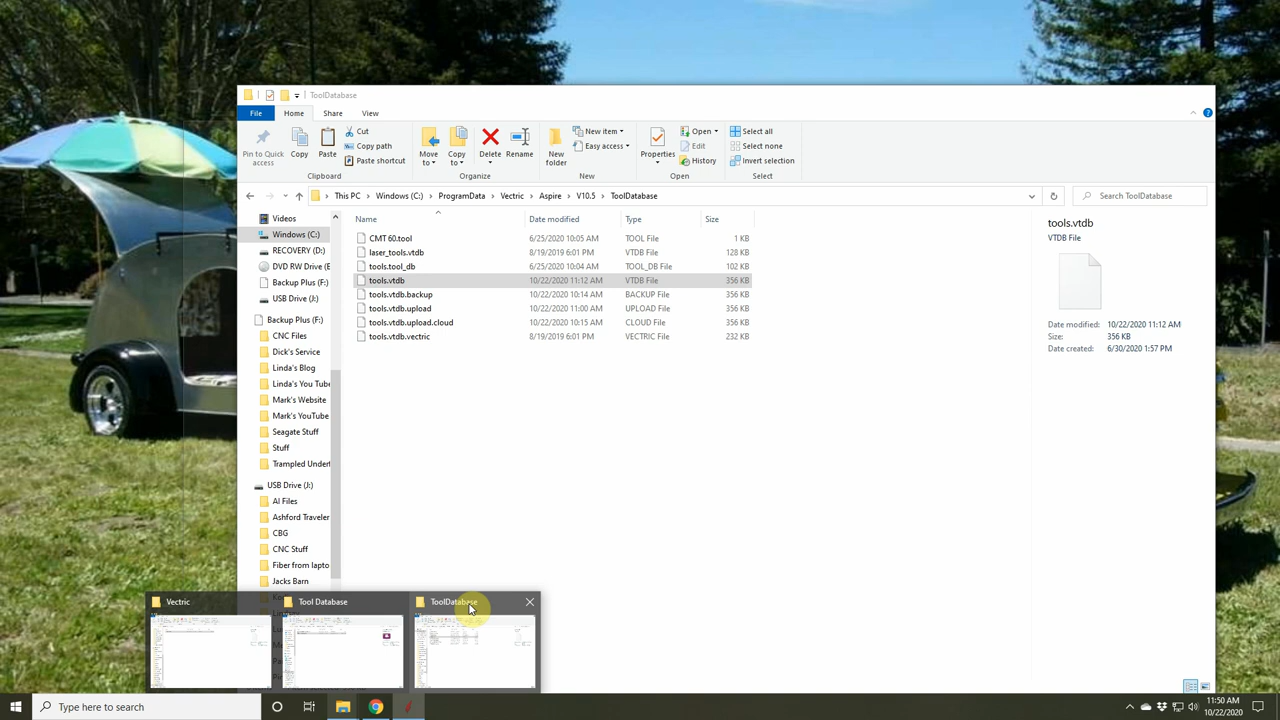 ToolDatabase
File Home Share View
Pin to Quick access
Copy
Paste
Cut
Copy path
Paste shortcut
Move to
Copy to
Delete
Rename
New folder
New item
Easy access
Properties
Open
Edit
History
Select all
Select none
Invert selection
Clipboard Organize New Open Select
This PC > Windows (C:) > ProgramData > Vectric > Aspire > V10.5 > ToolDatabase
Search ToolDatabase
Name Date modified Type Size
CMT 60.tool 6/25/2020 10:05 AM TOOL File 1 KB
laser_tools.vtdb 8/19/2019 6:01 PM VTDB File 128 KB
tools.tool_db 6/25/2020 10:04 AM TOOL_DB File 102 KB
tools.vtdb 10/22/2020 11:12 AM VTDB File 356 KB
tools.vtdb.backup 10/22/2020 10:14 AM BACKUP File 356 KB
tools.vtdb.upload 10/22/2020 11:00 AM UPLOAD File 356 KB
tools.vtdb.upload.cloud 10/22/2020 10:15 AM CLOUD File 356 KB
tools.vtdb.vectric 8/19/2019 6:01 PM VECTRIC File 232 KB
Videos
Windows (C:)
RECOVERY (D:)
DVD RW Drive (E
Backup Plus (F:)
USB Drive (J:)
Backup Plus (F:)
CNC Files
Dick's Service
Linda's Blog
Linda's You Tube
Mark's Website
Mark's YouTube
Seagate Stuff
Stuff
Trampled Undert
USB Drive (J:)
AI Files
Ashford Traveler
CBG
CNC Stuff
Fiber from lapto
Jacks Barn
tools.vtdb
VTDB File
Date modified: 10/22/2020 11:12 AM
Size: 356 KB
Date created: 6/30/2020 1:57 PM
Vectric
Tool Database
ToolDatabase
Type here to search
11:50 AM
10/22/2020